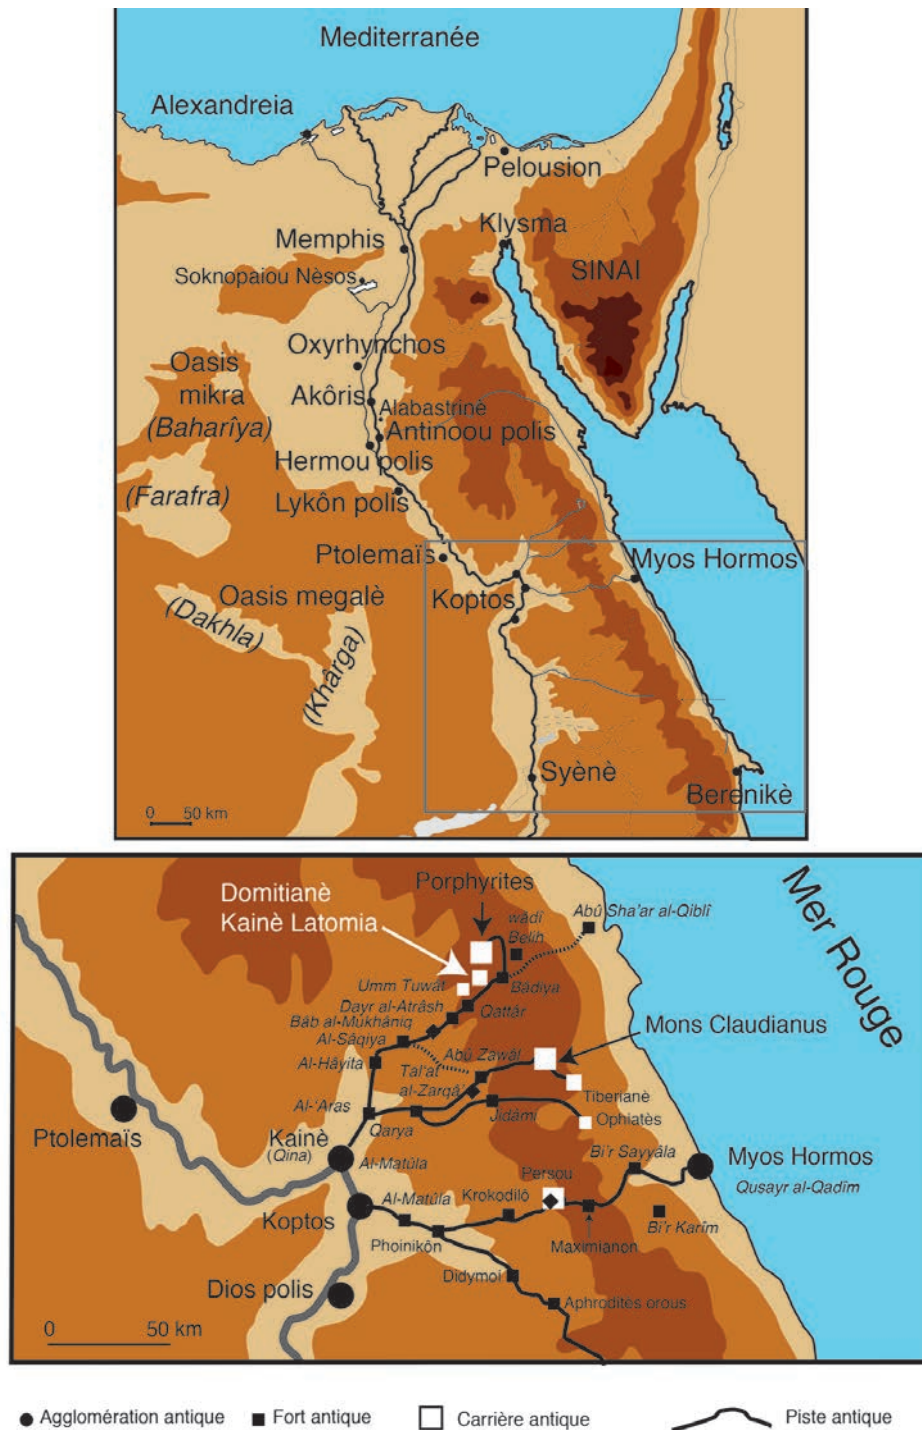 Mediterranée
Alexandreia
Pelousion
Klysma
Memphis
SINAI
Soknopaiou Nèsos
Oxyrhynchos
Oasis
mikra
(Baharîya)
Akôris
Alabastrinè
Antinoou polis
Hermou polis
(Farafra)
Lykôn polis
Ptolemaïs
Myos Hormos
Koptos
Oasis megalè
(Dakhla)
(Khârga)
Syènè
Berenikè
0 50 km
Porphyrites
Domitianè
Kainè Latomia
wâdî
Belih
Abû Sha'ar al-Qiblî
Mer Rouge
Umm Tuwât
Bâdiya
Dayr al-Atrâsh
Qattâr
Bâb al-Mukhâniq
Al-Sâqiya
Mons Claudianus
Abû Zawâl
Al-Hâyita
Tal'at
al-Zarqâ'
Tiberianè
Al-'Aras
Ophiatès
Qarya
Jidâmi
Ptolemaïs
Kainè
(Qina)
Al-Matûla
Bi'r Sayyâla
Persou
Myos Hormos
Qusayr al-Qadîm
Al-Matûla
Krokodilô
Koptos
Bi'r Karîm
Phoinikôn
Maximianon
Didymoi
Dios polis
Aphroditès orous
0 50 km
Agglomération antique Fort antique Carrière antique Piste antique